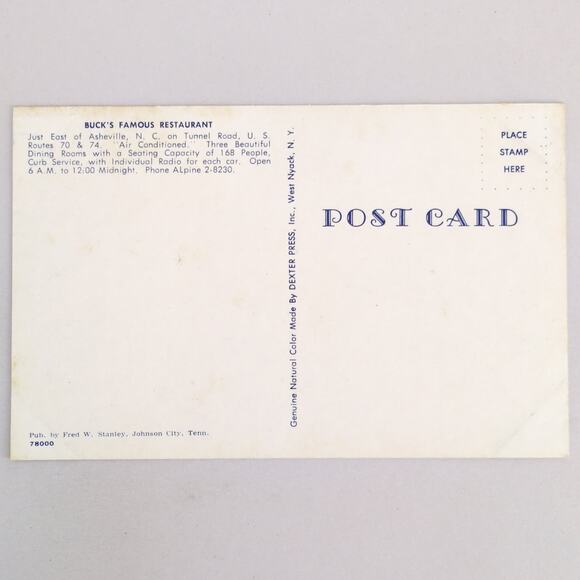 BUCK'S FAMOUS RESTAURANT
Just East of Asheville, N. C. on Tunnel Road, U. S.
Routes 70 & 74. "Air Conditioned." Three Beautiful
Dining Rooms with a Seating Capacity of 168 People,
Curb Service, with Individual Radio for each car. Open
6 A.M. to 12:00 Midnight. Phone ALpine 2-8230.
Pub. by Fred W. Stanley, Johnson City, Tenn.
78000
Genuine Natural Color Made By DEXTER PRESS, Inc., West Nyack, N. Y.
PLACE
STAMP
HERE
POST CARD